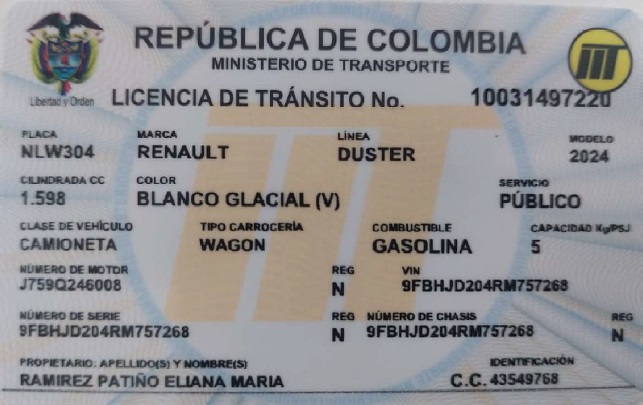 REPÚBLICA DE COLOMBIA
MINISTERIO DE TRANSPORTE
Libertad y Orden
LICENCIA DE TRÁNSITO No. 10031497220
PLACA MARCA LÍNEA MODELO
NLW304 RENAULT DUSTER 2024
CILINDRADA CC COLOR SERVICIO
1.598 BLANCO GLACIAL (V) PÚBLICO
CLASE DE VEHÍCULO TIPO CARROCERÍA COMBUSTIBLE CAPACIDAD Kg/PSJ
CAMIONETA WAGON GASOLINA 5
NÚMERO DE MOTOR REG VIN
J759Q246008 N 9FBHJD204RM757268
NÚMERO DE SERIE REG NÚMERO DE CHASIS REG
9FBHJD204RM757268 N 9FBHJD204RM757268 N
PROPIETARIO: APELLIDO(S) Y NOMBRE(S) IDENTIFICACIÓN
RAMIREZ PATIÑO ELIANA MARIA C.C. 43549768